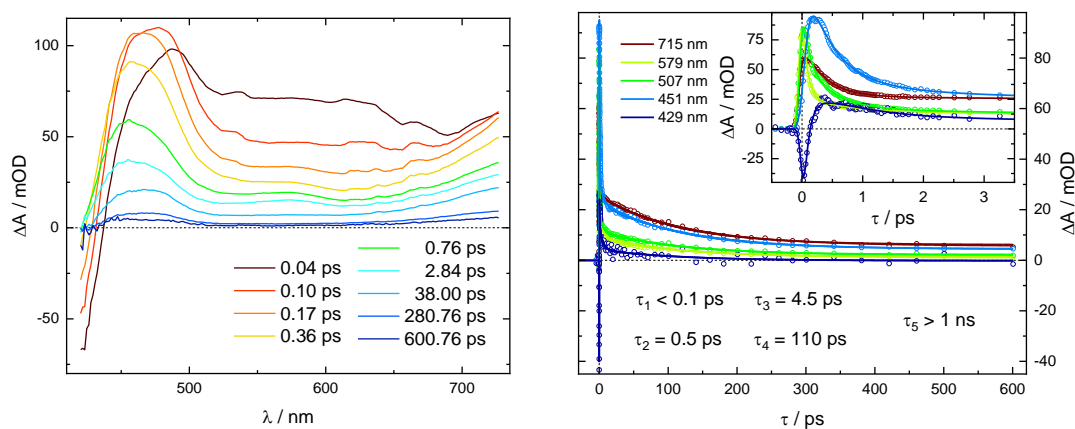 100
50
0
-50
500
600
700
ΔA / mOD
λ / nm
0.04 ps
0.10 ps
0.17 ps
0.36 ps
0.76 ps
2.84 ps
38.00 ps
280.76 ps
600.76 ps
715 nm
579 nm
507 nm
451 nm
429 nm
75
50
25
0
-25
0
1
2
3
ΔA / mOD
τ / ps
80
60
40
20
0
-20
-40
ΔA / mOD
τ₁ < 0.1 ps
τ₃ = 4.5 ps
τ₂ = 0.5 ps
τ₄ = 110 ps
τ₅ > 1 ns
0
100
200
300
400
500
600
τ / ps